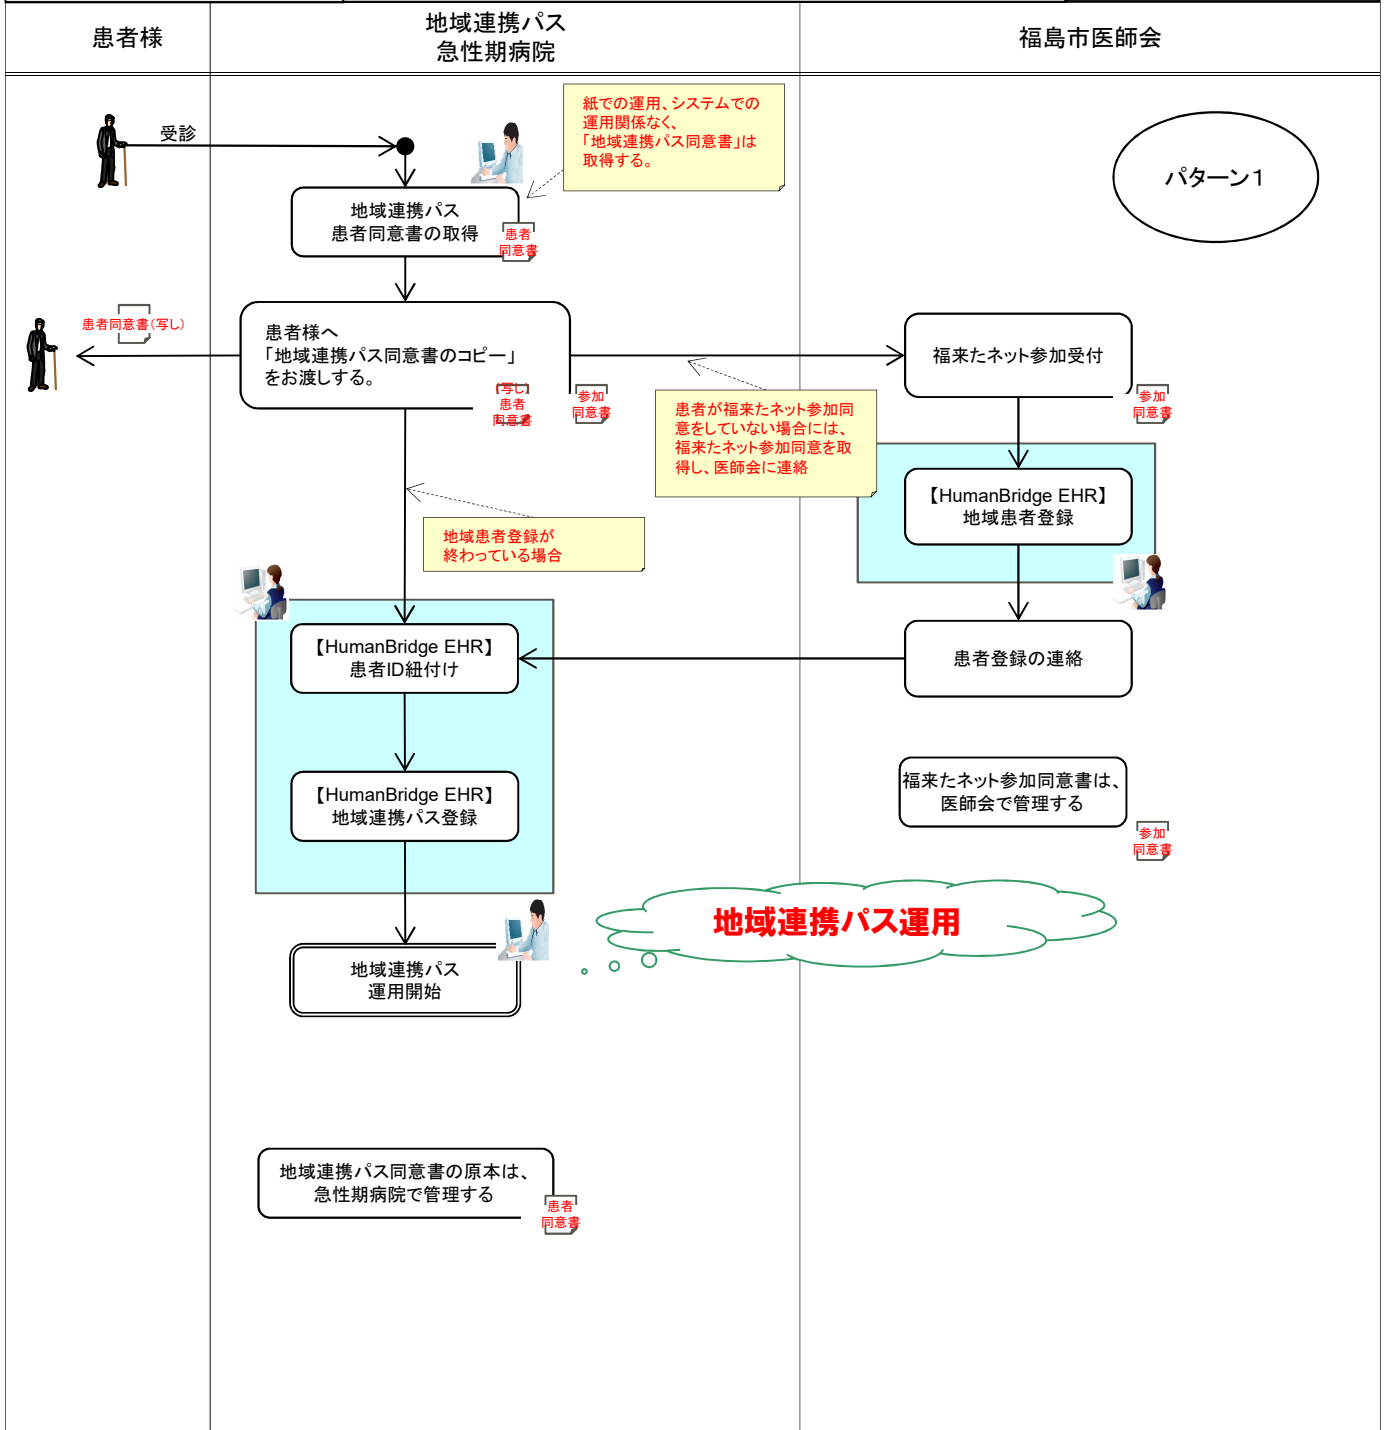 患者様
地域連携パス
急性期病院
福島市医師会
受診
紙での運用、システムでの
運用関係なく、
「地域連携パス同意書」は
取得する。
パターン１
地域連携パス
患者同意書の取得
患者
同意書
患者同意書(写し)
患者様へ
「地域連携パス同意書のコピー」
をお渡しする。
(写し)
患者
同意書
参加
同意書
福来たネット参加受付
参加
同意書
患者が福来たネット参加同
意をしていない場合には、
福来たネット参加同意を取
得し、医師会に連絡
【HumanBridge EHR】
地域患者登録
地域患者登録が
終わっている場合
【HumanBridge EHR】
患者ID紐付け
患者登録の連絡
【HumanBridge EHR】
地域連携パス登録
福来たネット参加同意書は、
医師会で管理する
参加
同意書
地域連携パス運用
地域連携パス
運用開始
地域連携パス同意書の原本は、
急性期病院で管理する
患者
同意書